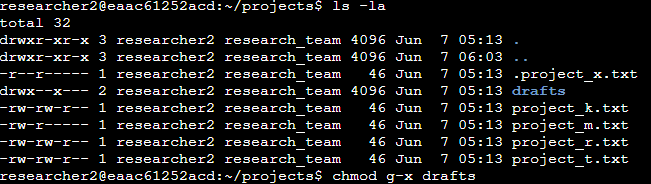 researcher2@eaac61252acd:~/projects$ ls -la
total 32
drwxr-xr-x 3 researcher2 research_team 4096 Jun  7 05:13 .
drwxr-xr-x 3 researcher2 research_team 4096 Jun  7 06:03 ..
-r--r----- 1 researcher2 research_team   46 Jun  7 05:13 .project_x.txt
drwx--x--- 2 researcher2 research_team 4096 Jun  7 05:13 drafts
-rw-rw-r-- 1 researcher2 research_team   46 Jun  7 05:13 project_k.txt
-rw-r----- 1 researcher2 research_team   46 Jun  7 05:13 project_m.txt
-rw-rw-r-- 1 researcher2 research_team   46 Jun  7 05:13 project_r.txt
-rw-rw-r-- 1 researcher2 research_team   46 Jun  7 05:13 project_t.txt
researcher2@eaac61252acd:~/projects$ chmod g-x drafts